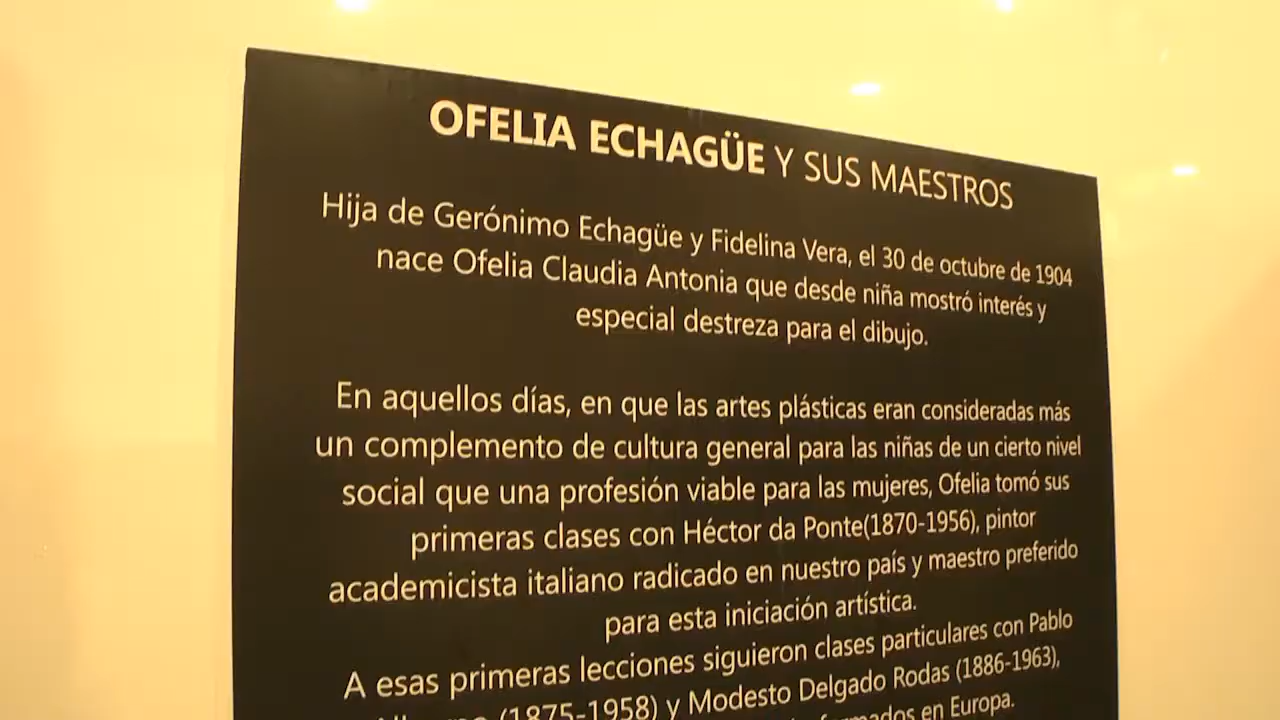 OFELIA ECHAGÜE Y SUS MAESTROS
Hija de Gerónimo Echagüe y Fidelina Vera, el 30 de octubre de 1904
nace Ofelia Claudia Antonia que desde niña mostró interés y
especial destreza para el dibujo.
En aquellos días, en que las artes plásticas eran consideradas más
un complemento de cultura general para las niñas de un cierto nivel
social que una profesión viable para las mujeres, Ofelia tomó sus
primeras clases con Héctor da Ponte(1870-1956), pintor
academicista italiano radicado en nuestro país y maestro preferido
para esta iniciación artística.
A esas primeras lecciones siguieron clases particulares con Pablo
(1875-1958) y Modesto Delgado Rodas (1886-1963),
en Europa.